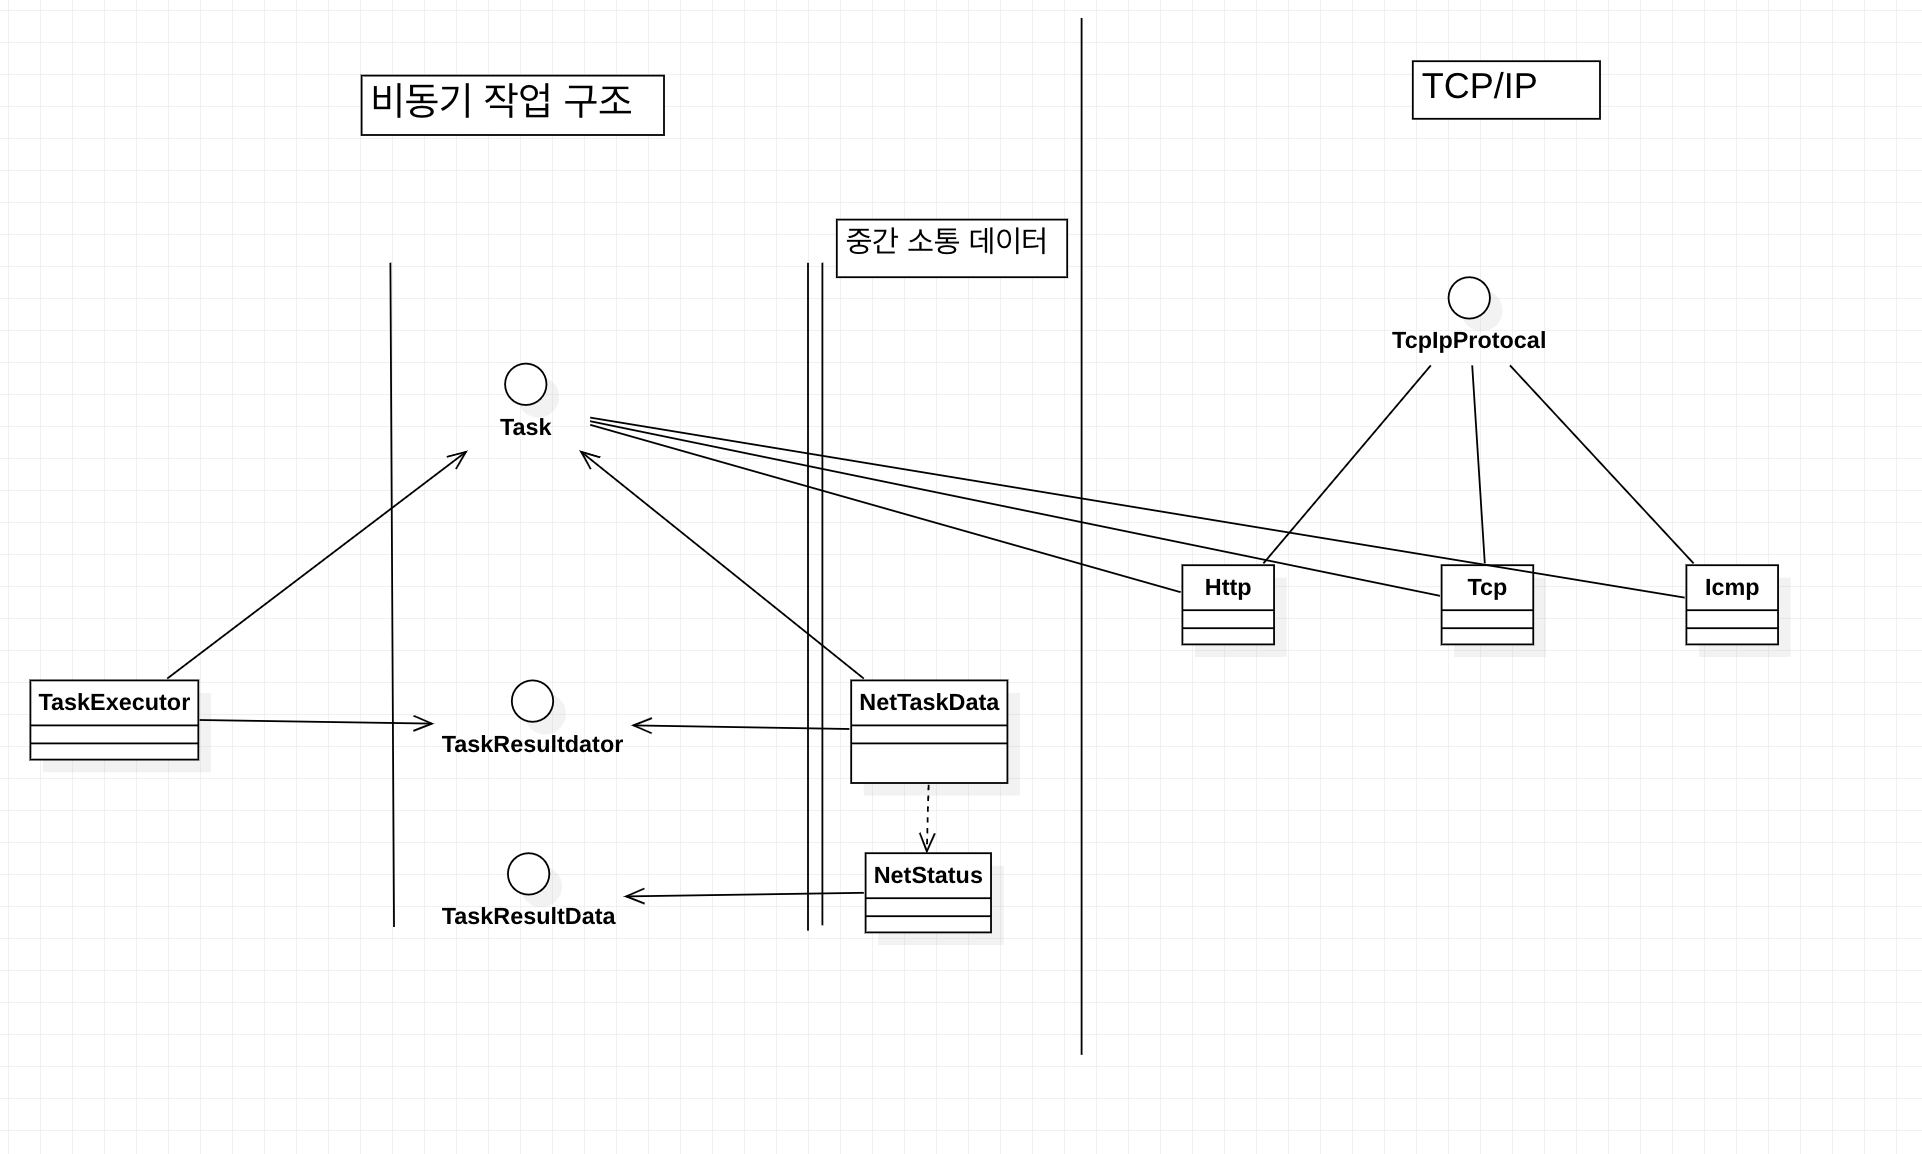 비동기 작업 구조
TCP/IP
중간 소통 데이터
TcpIpProtocal
Task
Http
Tcp
Icmp
TaskExecutor
TaskResultdator
NetTaskData
TaskResultData
NetStatus